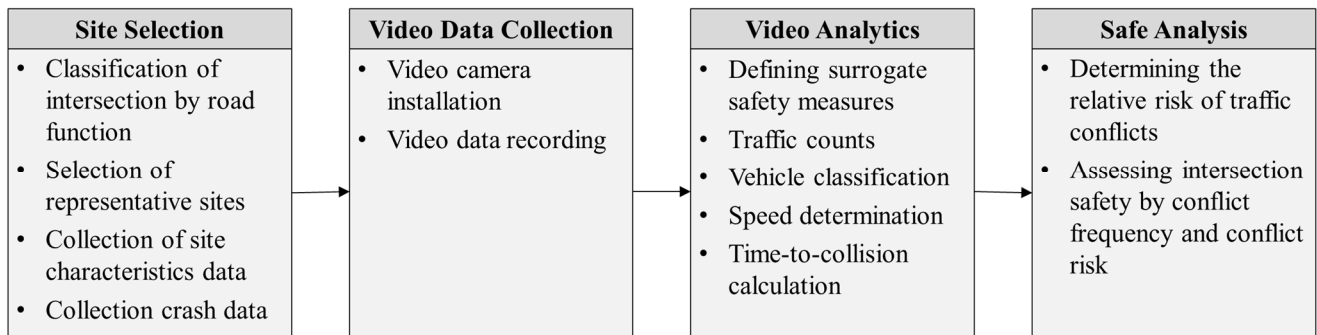 Site Selection
• Classification of
intersection by road
function
• Selection of
representative sites
• Collection of site
characteristics data
• Collection crash data
Video Data Collection
• Video camera
installation
• Video data recording
Video Analytics
• Defining surrogate
safety measures
• Traffic counts
• Vehicle classification
• Speed determination
• Time-to-collision
calculation
Safe Analysis
• Determining the
relative risk of traffic
conflicts
• Assessing intersection
safety by conflict
frequency and conflict
risk